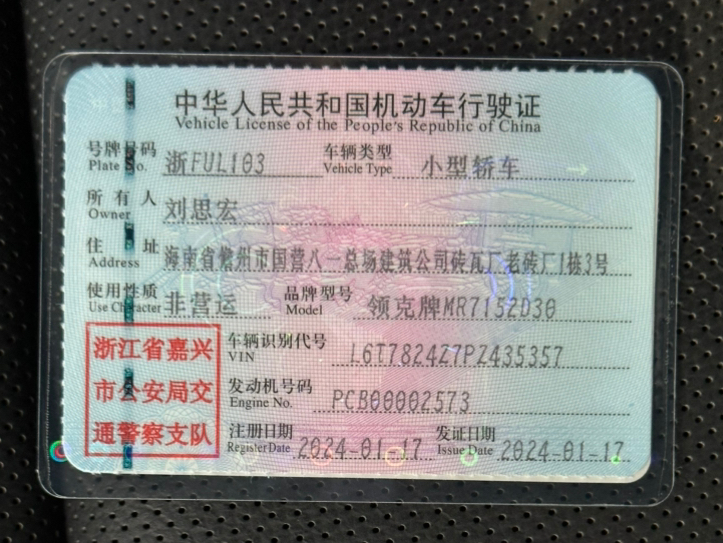 中华人民共和国机动车行驶证
Vehicle License of the People's Republic of China
号牌号码 浙FUL103 车辆类型 小型轿车
Plate No. Vehicle Type
所有人 刘思宏
Owner
住址 海南省儋州市国营八一总场建筑公司砖瓦厂老砖厂1栋3号
Address
使用性质 非营运 品牌型号 领克牌MR7152D30
Use Character Model
浙江省嘉兴
市公安局交
通警察支队
车辆识别代号 L6T7824Z7PZ435357
VIN
发动机号码 PCB00002573
Engine No.
注册日期 2024-01-17 发证日期 2024-01-17
Register Date Issue Date